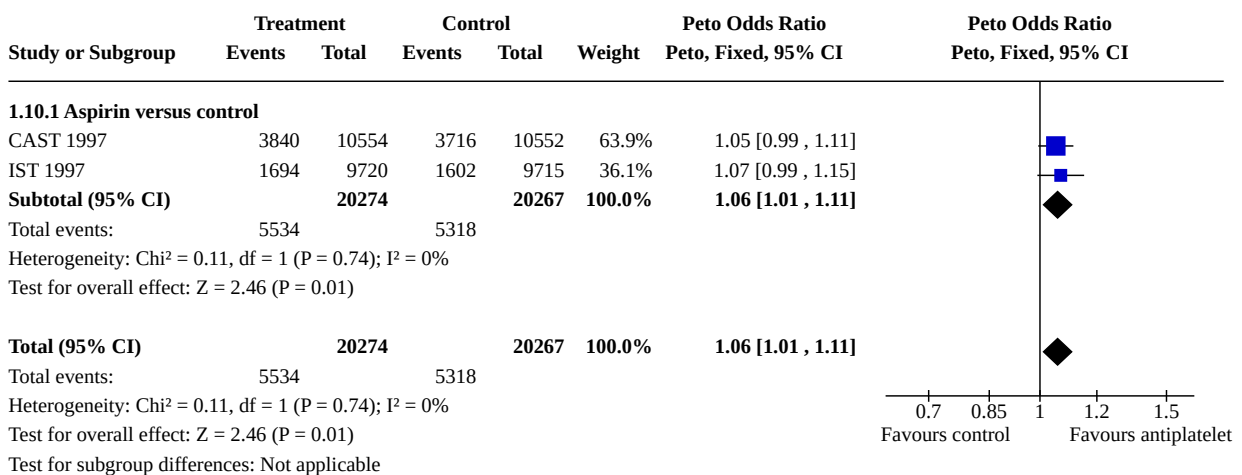 Treatment Control Peto Odds Ratio Peto Odds Ratio
Study or Subgroup Events Total Events Total Weight Peto, Fixed, 95% CI Peto, Fixed, 95% CI
1.10.1 Aspirin versus control
CAST 1997 3840 10554 3716 10552 63.9% 1.05 [0.99 , 1.11]
IST 1997 1694 9720 1602 9715 36.1% 1.07 [0.99 , 1.15]
Subtotal (95% CI) 20274 20267 100.0% 1.06 [1.01 , 1.11]
Total events: 5534 5318
Heterogeneity: Chi² = 0.11, df = 1 (P = 0.74); I² = 0%
Test for overall effect: Z = 2.46 (P = 0.01)
Total (95% CI) 20274 20267 100.0% 1.06 [1.01 , 1.11]
Total events: 5534 5318
Heterogeneity: Chi² = 0.11, df = 1 (P = 0.74); I² = 0%
0.7 0.85 1 1.2 1.5
Test for overall effect: Z = 2.46 (P = 0.01)
Favours control Favours antiplatelet
Test for subgroup differences: Not applicable